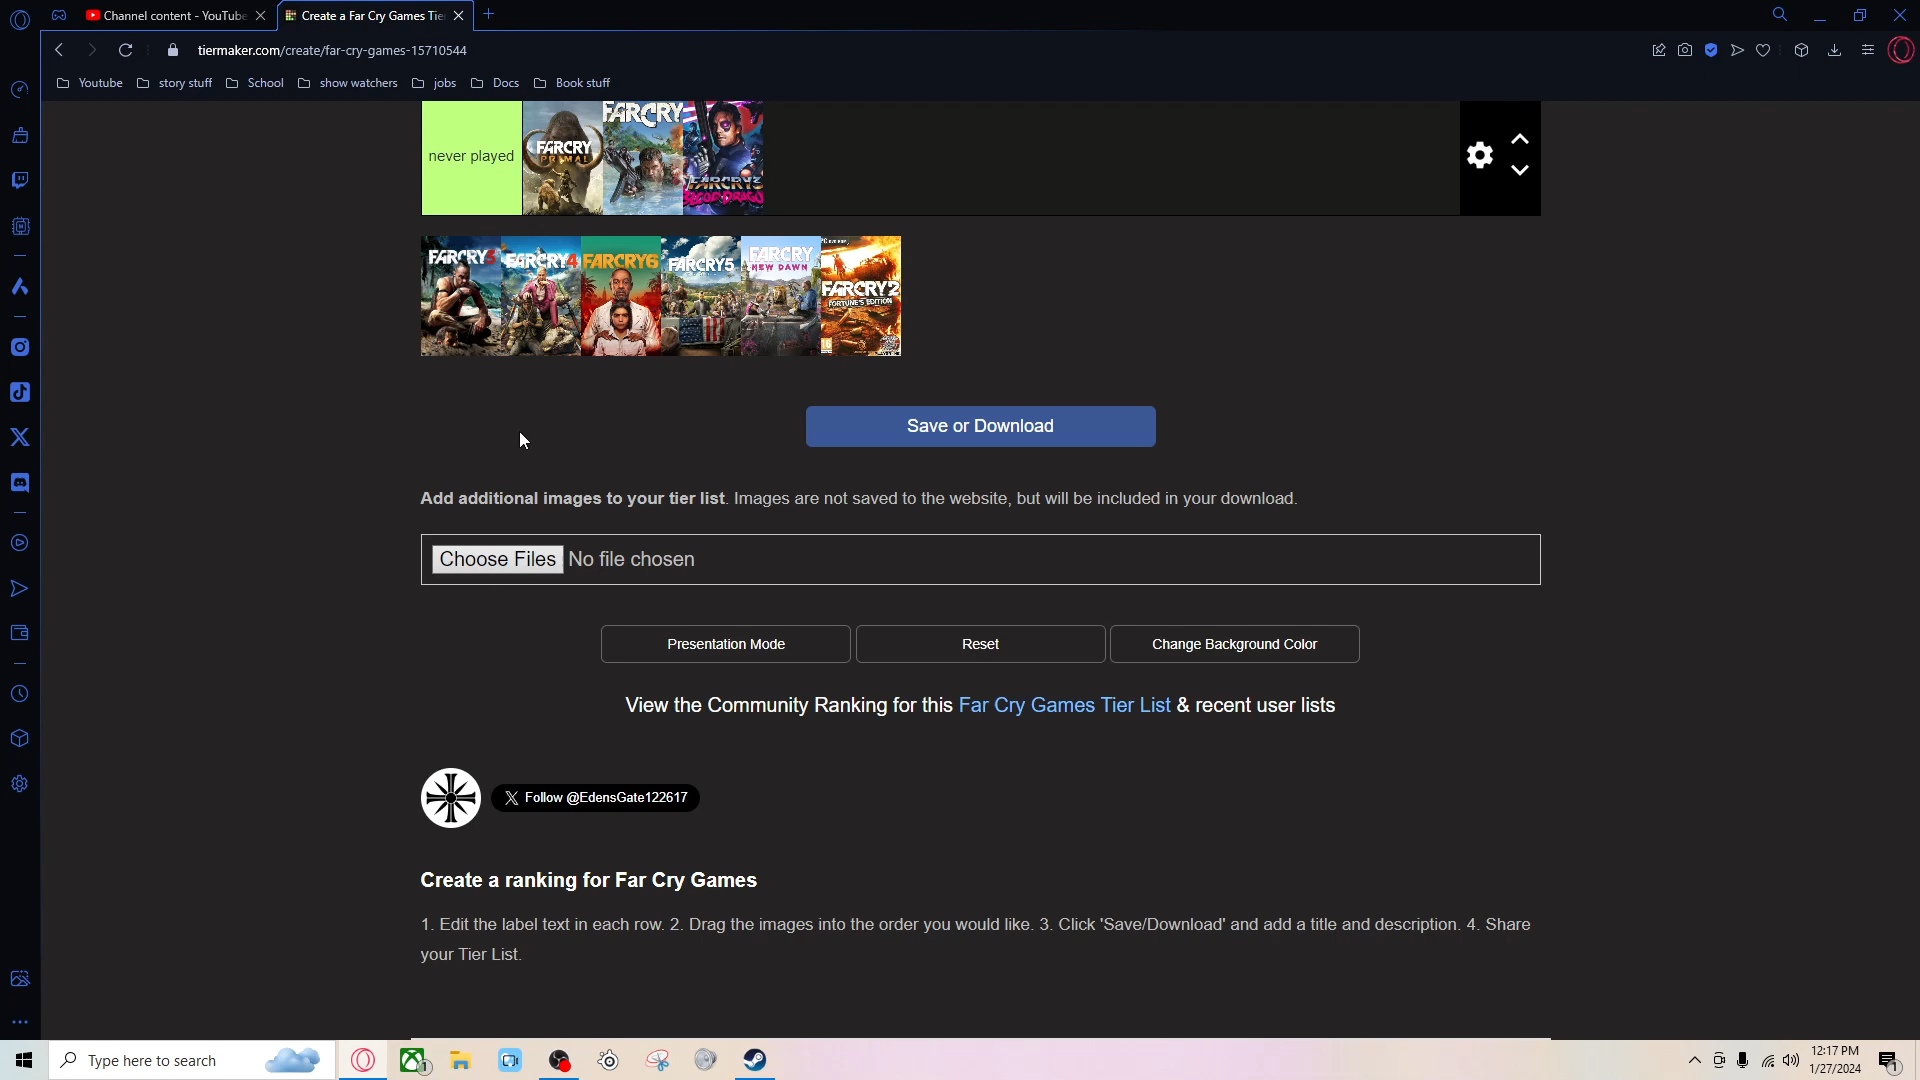 Channel content - YouTube
Create a Far Cry Games Tie
tiermaker.com/create/far-cry-games-15710544
Youtube story stuff School show watchers jobs Docs Book stuff
never played
FARCRY PRIMAL
FARCRY
FARCRY3
FARCRY3
FARCRY4
FARCRY6
FARCRY5
FARCRY NEW DAWN
FARCRY2 FORTUNE'S EDITION
Save or Download
Add additional images to your tier list. Images are not saved to the website, but will be included in your download.
Choose Files No file chosen
Presentation Mode Reset Change Background Color
View the Community Ranking for this Far Cry Games Tier List & recent user lists
X Follow @EdensGate122617
Create a ranking for Far Cry Games
1. Edit the label text in each row. 2. Drag the images into the order you would like. 3. Click 'Save/Download' and add a title and description. 4. Share
your Tier List.
Type here to search
1
12:17 PM
1/27/2024
1